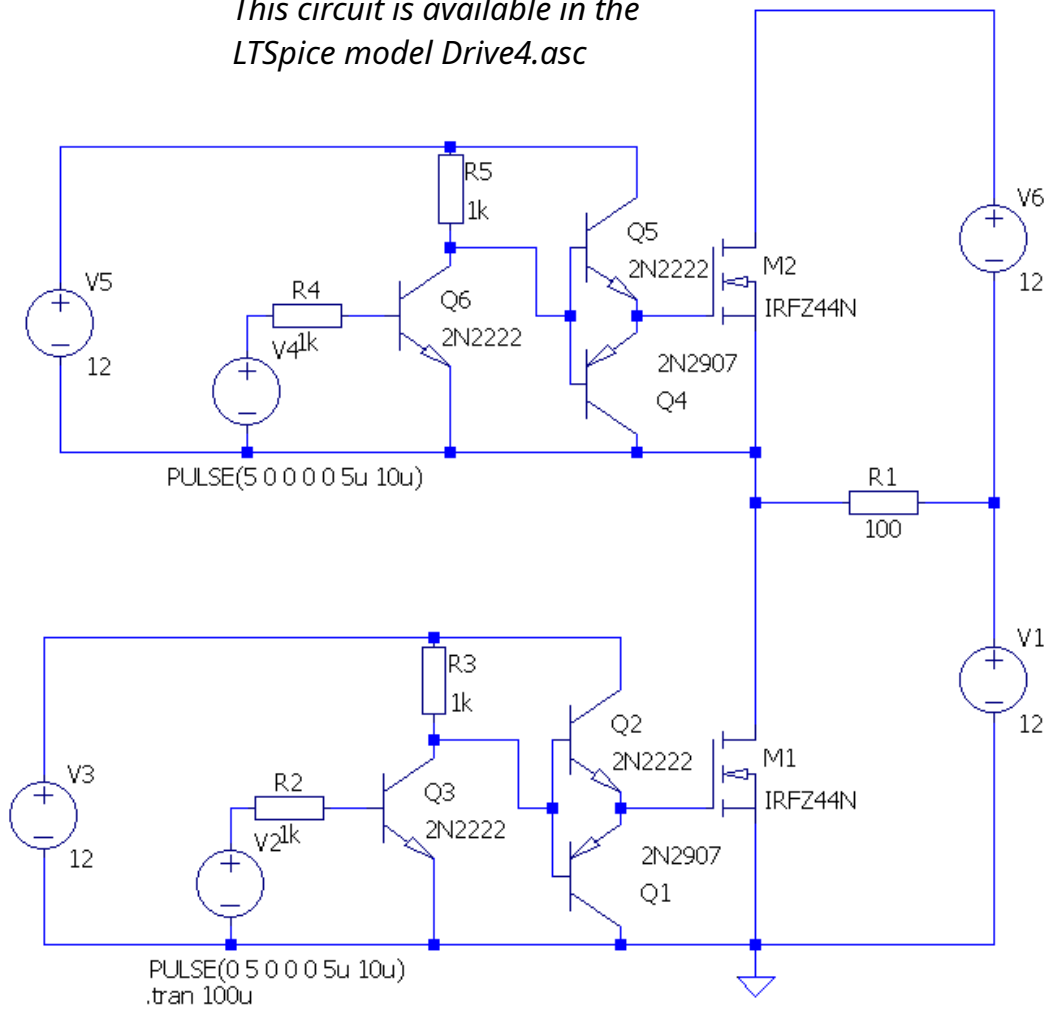 This circuit is available in the
LTSpice model Drive4.asc
R5
1k
V6
12
Q5
2N2222
M2
IRFZ44N
V5
12
R4
1k
V4
Q6
2N2222
2N2907
Q4
PULSE(5 0 0 0 0 5u 10u)
R1
100
R3
1k
V1
12
Q2
2N2222
M1
IRFZ44N
V3
12
R2
1k
V2
Q3
2N2222
2N2907
Q1
PULSE(0 5 0 0 0 5u 10u)
.tran 100u